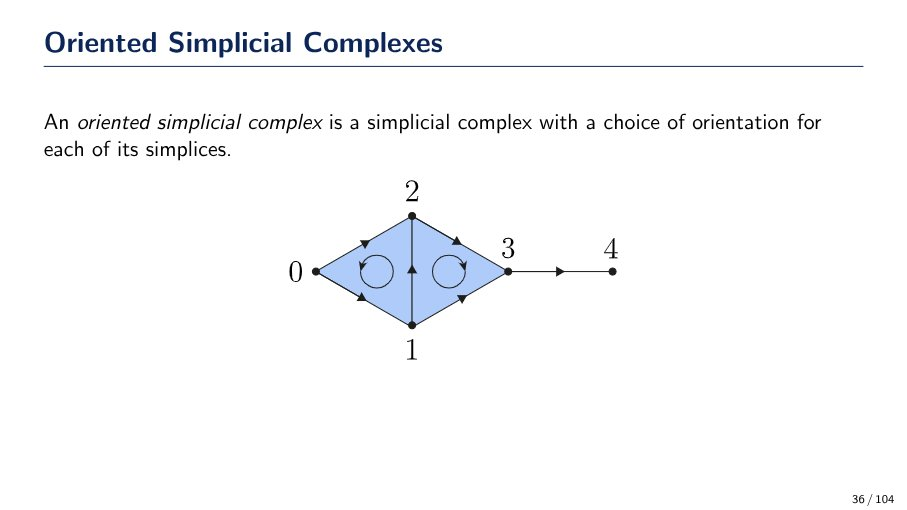 Oriented Simplicial Complexes
An oriented simplicial complex is a simplicial complex with a choice of orientation for
each of its simplices.
2
3
4
0
1
36 / 104